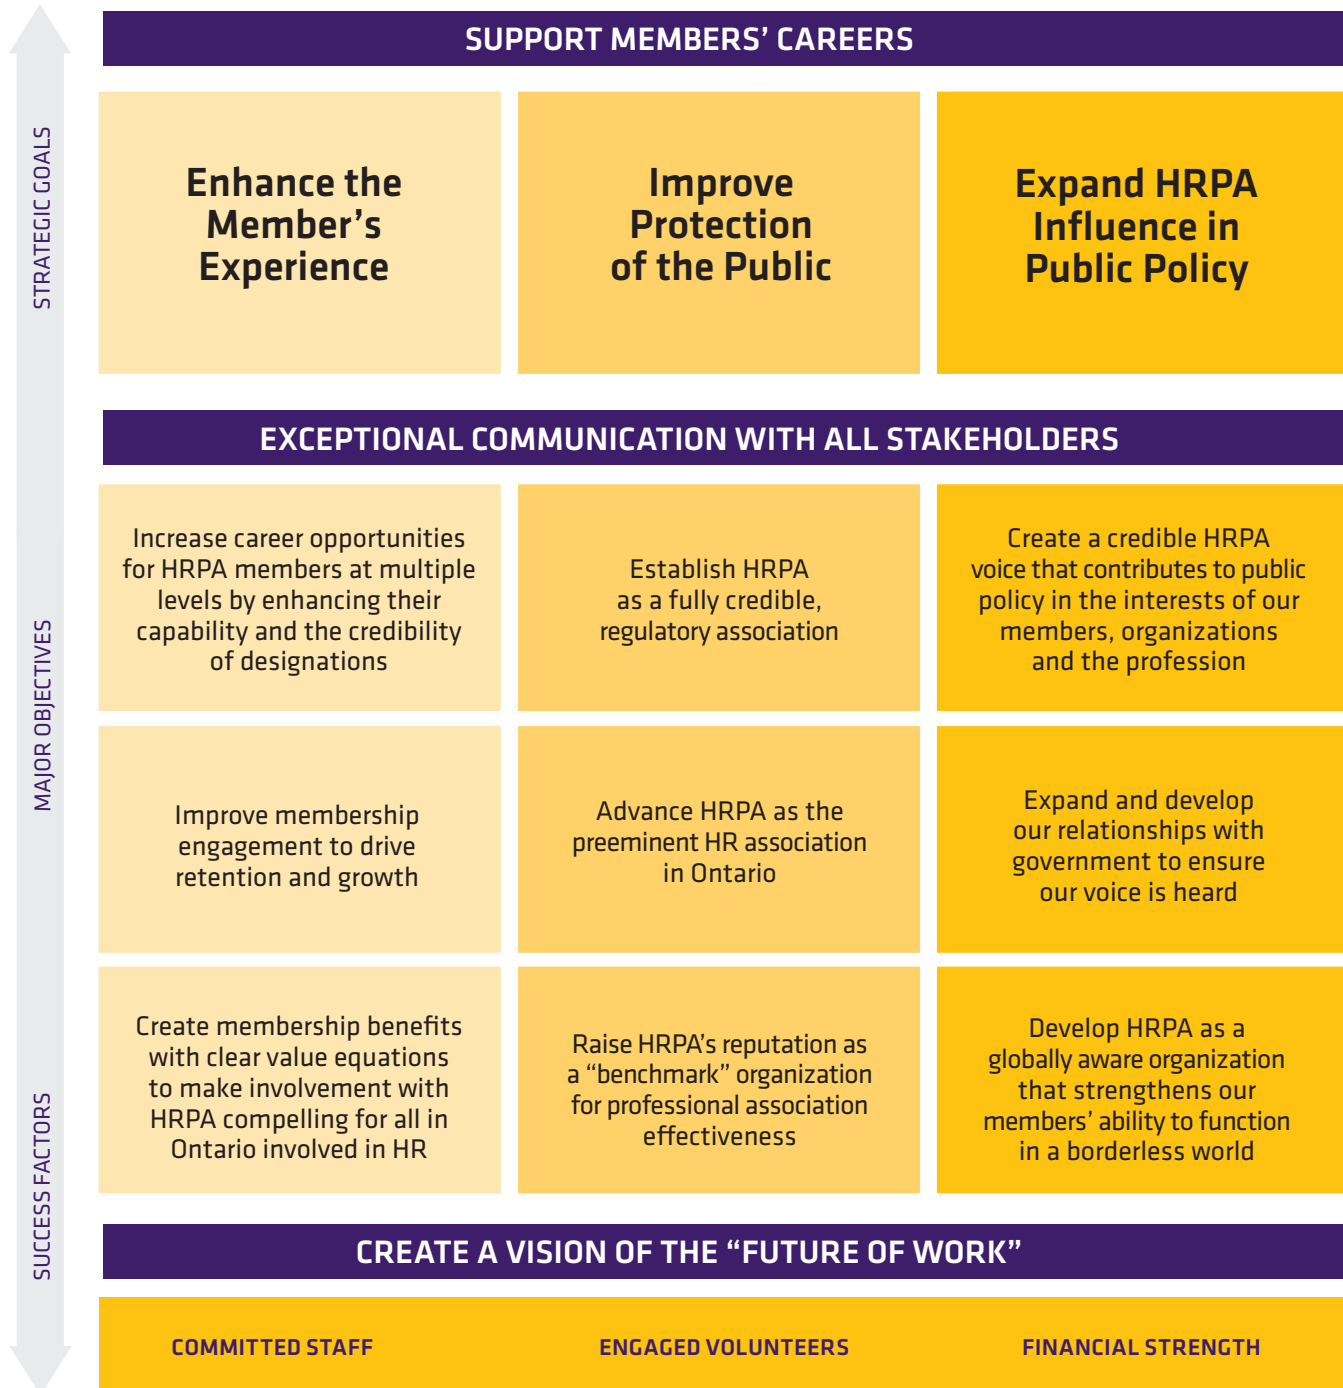 SUPPORT MEMBERS’ CAREERS
STRATEGIC GOALS
Enhance the
Member’s
Experience
Improve
Protection
of the Public
Expand HRPA
Influence in
Public Policy
EXCEPTIONAL COMMUNICATION WITH ALL STAKEHOLDERS
MAJOR OBJECTIVES
Increase career opportunities
for HRPA members at multiple
levels by enhancing their
capability and the credibility
of designations
Establish HRPA
as a fully credible,
regulatory association
Create a credible HRPA
voice that contributes to public
policy in the interests of our
members, organizations
and the profession
Improve membership
engagement to drive
retention and growth
Advance HRPA as the
preeminent HR association
in Ontario
Expand and develop
our relationships with
government to ensure
our voice is heard
Create membership benefits
with clear value equations
to make involvement with
HRPA compelling for all in
Ontario involved in HR
Raise HRPA’s reputation as
a “benchmark” organization
for professional association
effectiveness
Develop HRPA as a
globally aware organization
that strengthens our
members’ ability to function
in a borderless world
SUCCESS FACTORS
CREATE A VISION OF THE “FUTURE OF WORK”
COMMITTED STAFF
ENGAGED VOLUNTEERS
FINANCIAL STRENGTH